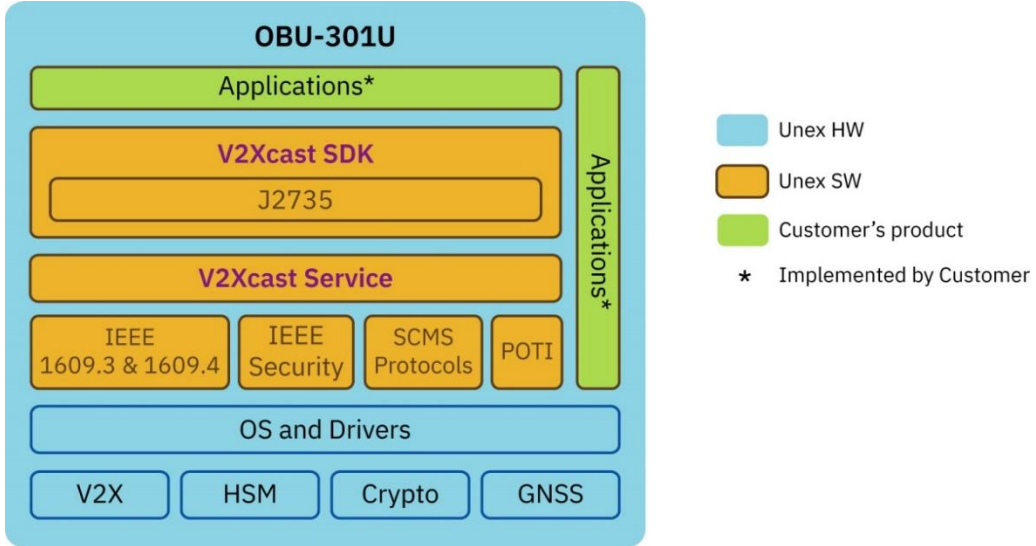 OBU-301U
Applications*
V2Xcast SDK
J2735
V2Xcast Service
IEEE
1609.3 & 1609.4
IEEE
Security
SCMS
Protocols
POTI
Applications*
OS and Drivers
V2X
HSM
Crypto
GNSS
Unex HW
Unex SW
Customer’s product
* Implemented by Customer